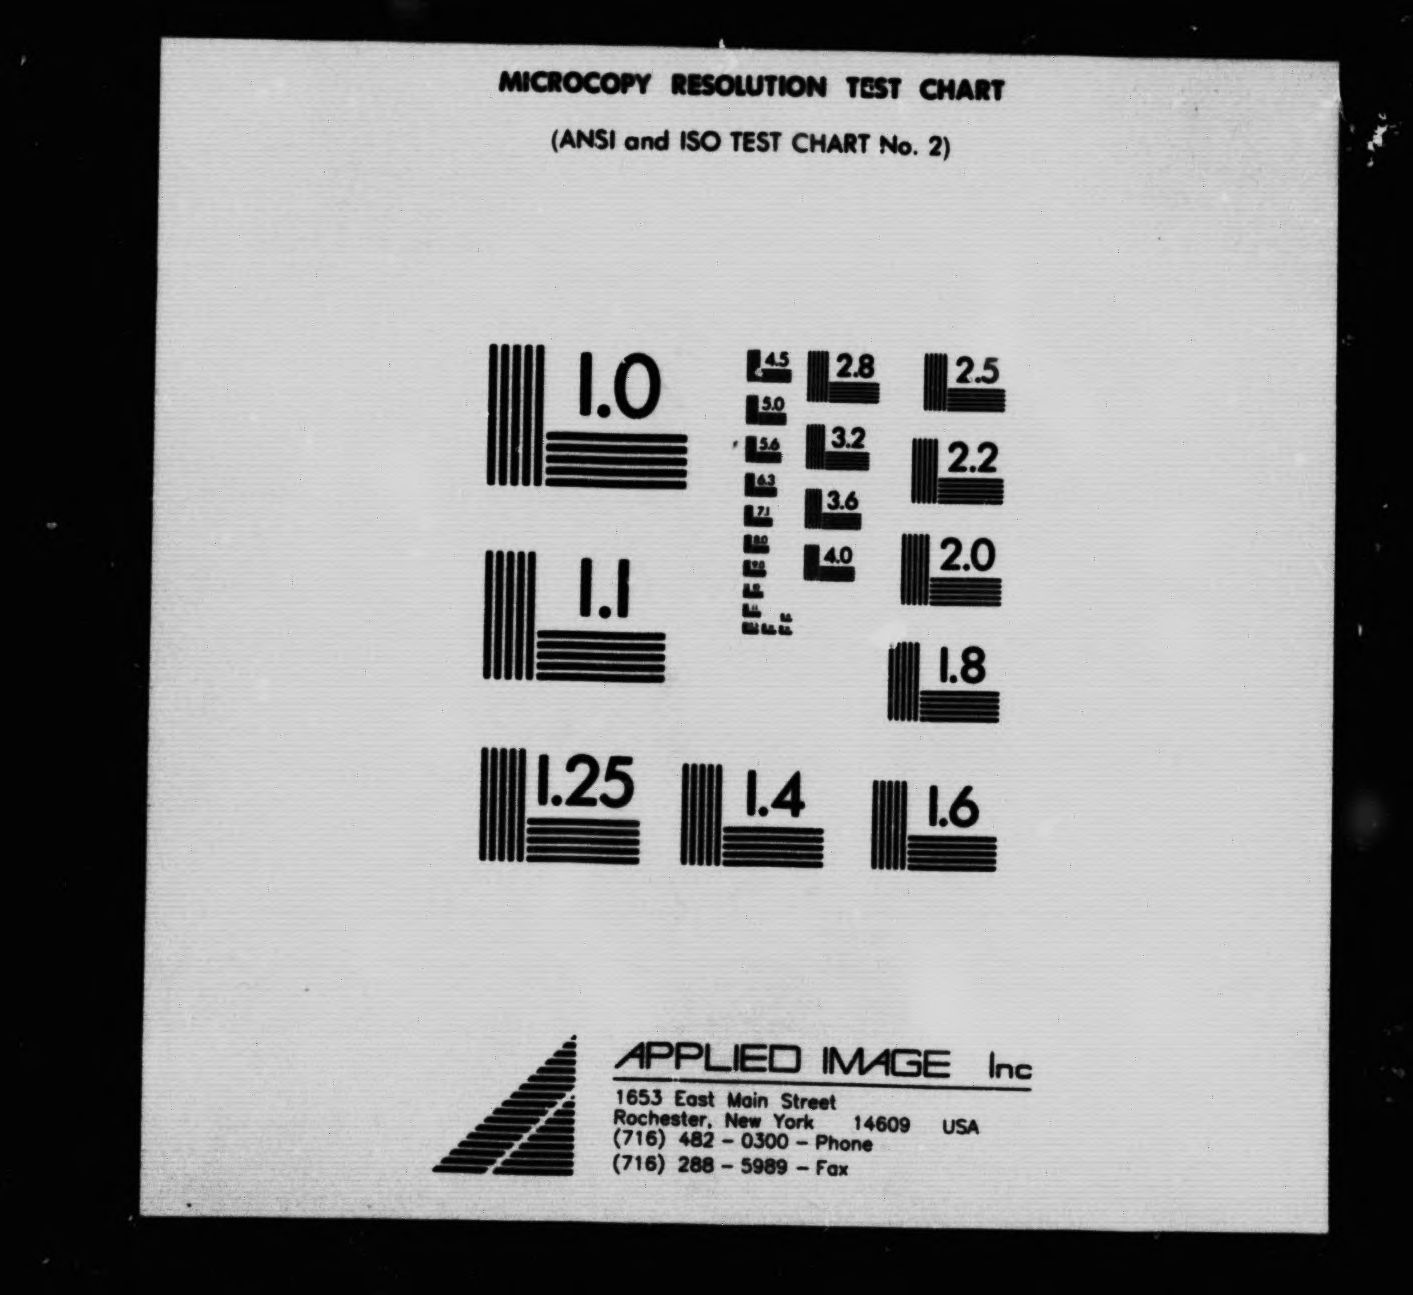 MICROCOPY RESOLUTION TEST CHART
(ANSI and ISO TEST CHART No. 2)
1.0
1.1
1.25
1.4
1.6
1.8
2.0
2.2
2.5
2.8
3.2
3.6
4.0
4.5
5.0
5.6
6.3
7.1
8.0
9.0
APPLIED IMAGE Inc
1653 East Main Street
Rochester, New York 14609 USA
(716) 482 - 0300 - Phone
(716) 288 - 5989 - Fax